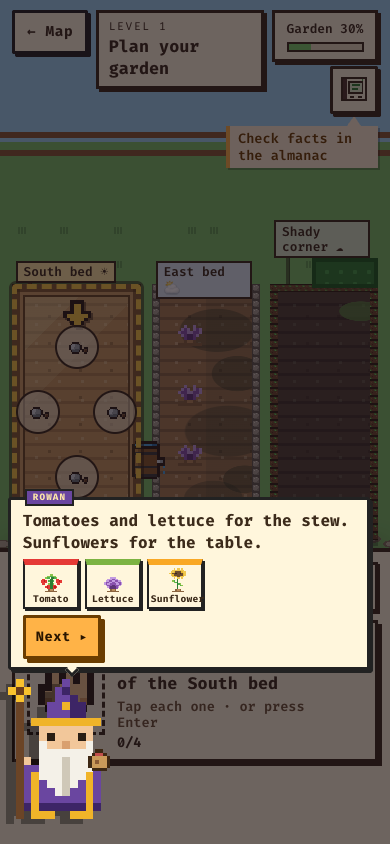 ← Map
LEVEL 1
Plan your
garden
Garden 30%
Check facts in
the almanac
Shady
corner ☁
South bed ☀
East bed
⛅
ROWAN
Tomatoes and lettuce for the stew.
Sunflowers for the table.
Tomato
Lettuce
Sunflower
Next ▸
of the South bed
Tap each one · or press
Enter
0/4